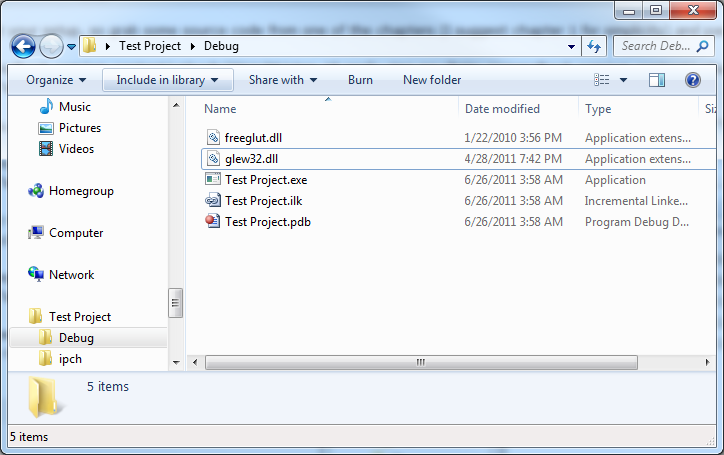 Test Project Debug
Search Deb...
Organize Include in library Share with Burn New folder
Music
Pictures
Videos
Homegroup
Computer
Network
Test Project
Debug
ipch
Name Date modified Type Siz
freeglut.dll 1/22/2010 3:56 PM Application extens...
glew32.dll 4/28/2011 7:42 PM Application extens...
Test Project.exe 6/26/2011 3:58 AM Application
Test Project.ilk 6/26/2011 3:58 AM Incremental Linke...
Test Project.pdb 6/26/2011 3:58 AM Program Debug D...
5 items
5 items